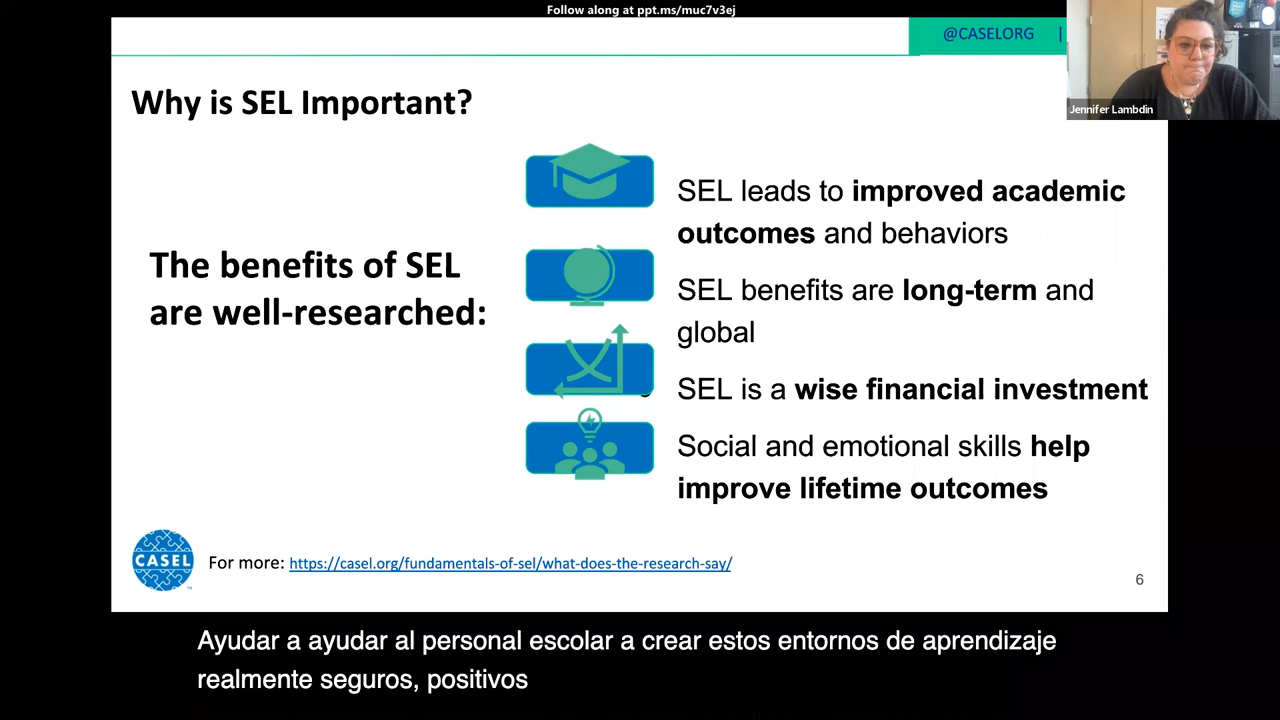 Follow along at ppt.ms/muc7v3ej
@CASELORG |
Jennifer Lambdin
Why is SEL Important?
The benefits of SEL
are well-researched:
SEL leads to improved academic
outcomes and behaviors
SEL benefits are long-term and
global
SEL is a wise financial investment
Social and emotional skills help
improve lifetime outcomes
CASEL
For more: https://casel.org/fundamentals-of-sel/what-does-the-research-say/
6
Ayudar a ayudar al personal escolar a crear estos entornos de aprendizaje
realmente seguros, positivos